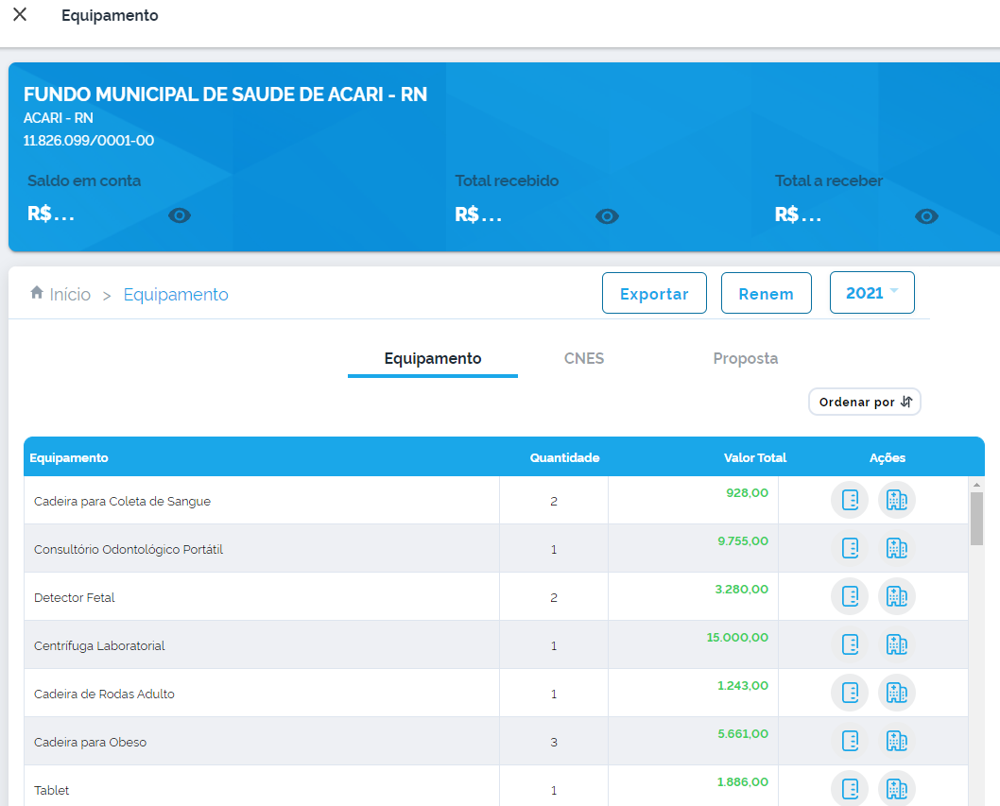 Equipamento
FUNDO MUNICIPAL DE SAUDE DE ACARI - RN
ACARI - RN
11.826.099/0001-00
Saldo em conta Total recebido Total a receber
R$ ... R$ ... R$ ...
Início > Equipamento Exportar Renem 2021
Equipamento CNES Proposta
Ordenar por
Equipamento Quantidade Valor Total Ações
Cadeira para Coleta de Sangue 2 928,00
Consultório Odontológico Portátil 1 9.755,00
Detector Fetal 2 3.280,00
Centrífuga Laboratorial 1 15.000,00
Cadeira de Rodas Adulto 1 1.243,00
Cadeira para Obeso 3 5.661,00
Tablet 1 1.886,00